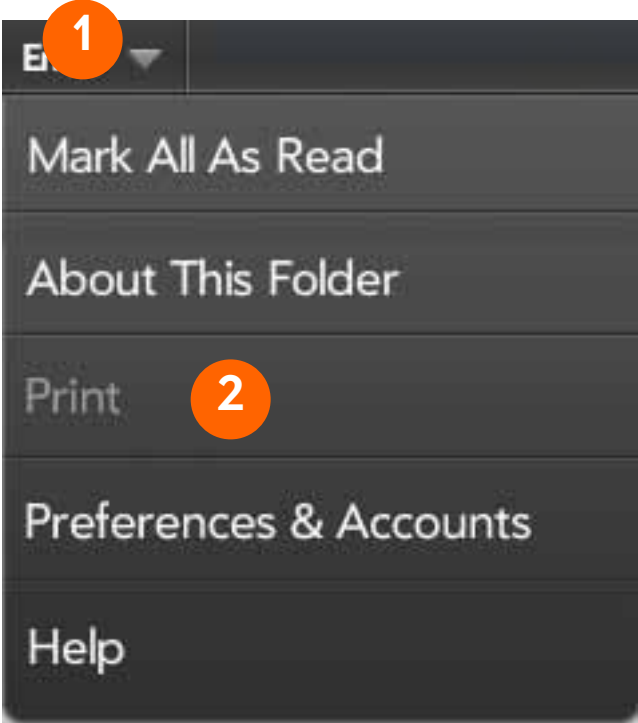 1
Mark All As Read
About This Folder
Print
2
Preferences & Accounts
Help